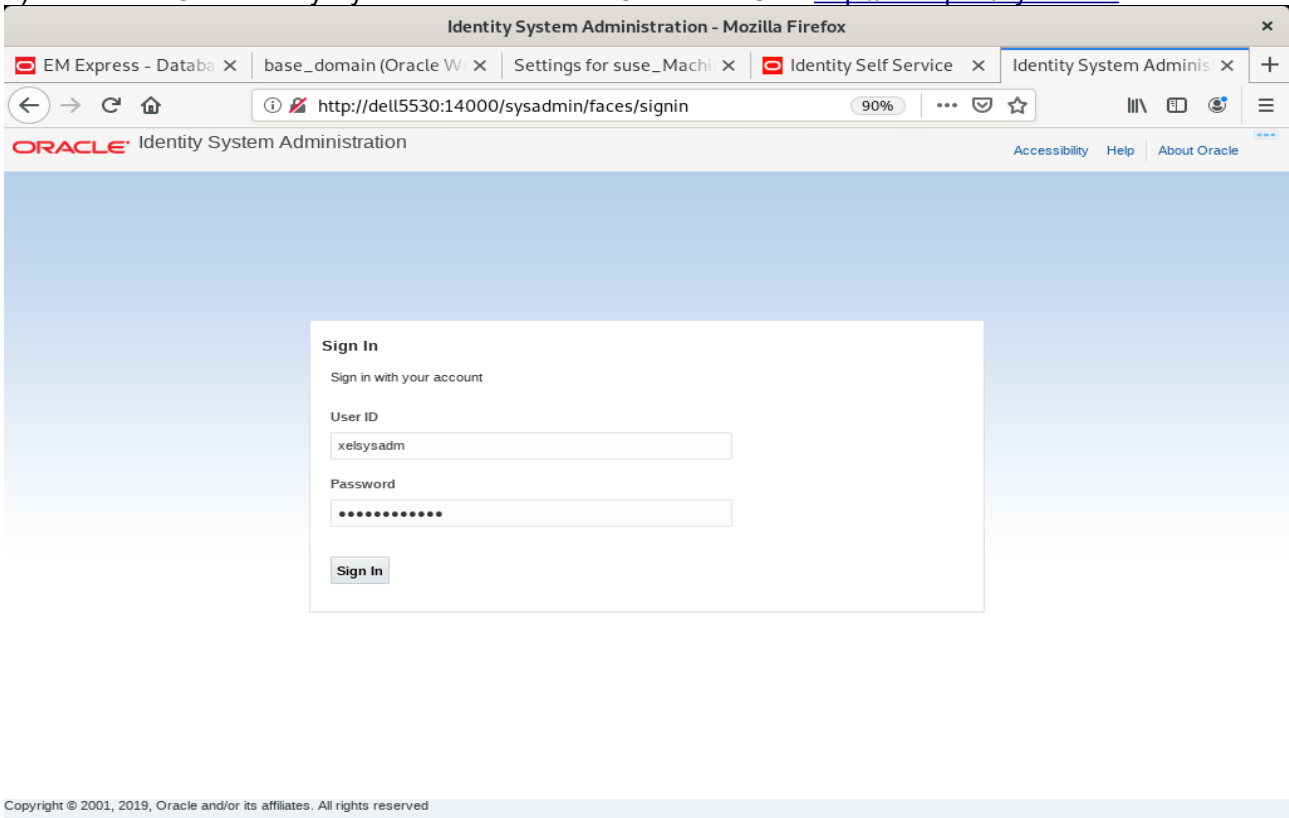 Identity System Administration - Mozilla Firefox
EM Express - Databa base_domain (Oracle W Settings for suse_Machi Identity Self Service Identity System Adminis
http://dell5530:14000/sysadmin/faces/signin 90%
ORACLE Identity System Administration
Accessibility Help About Oracle
Sign In
Sign in with your account
User ID
xelsysadm
Password
Sign In
Copyright © 2001, 2019, Oracle and/or its affiliates. All rights reserved